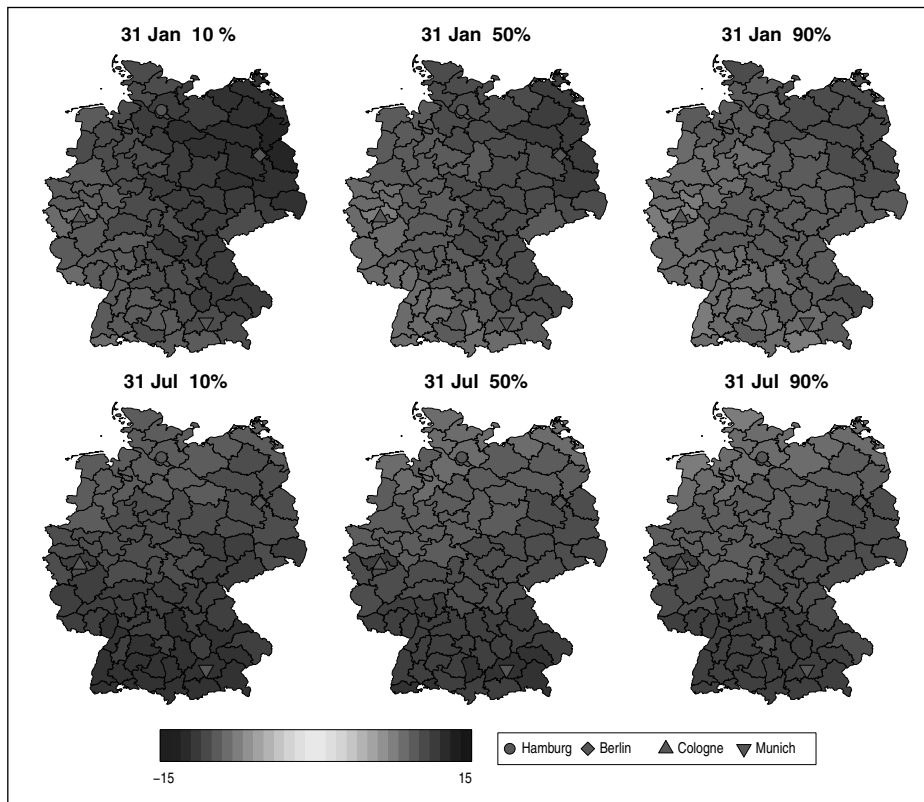 31 Jan 10 %
31 Jan 50%
31 Jan 90%
31 Jul 10%
31 Jul 50%
31 Jul 90%
−15
15
Hamburg
Berlin
Cologne
Munich